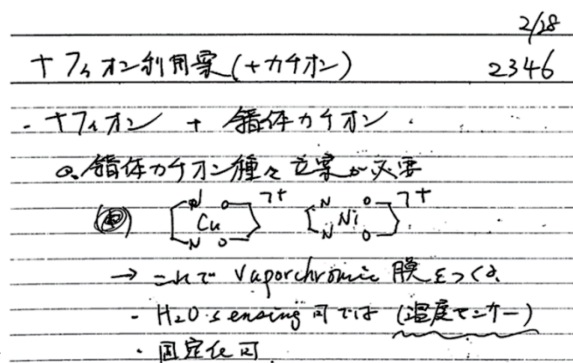 2/28
ナフィオン利用案(+カチオン) 2346
・ナフィオン + 錯体カチオン.
○.錯体カチオン種々立案が必要
N O Cu N O 7+ N O Ni N O 7+
→ これで vaporchromic 膜をつくる
・H2O sensing 可では (湿度センサー)
・固定化可